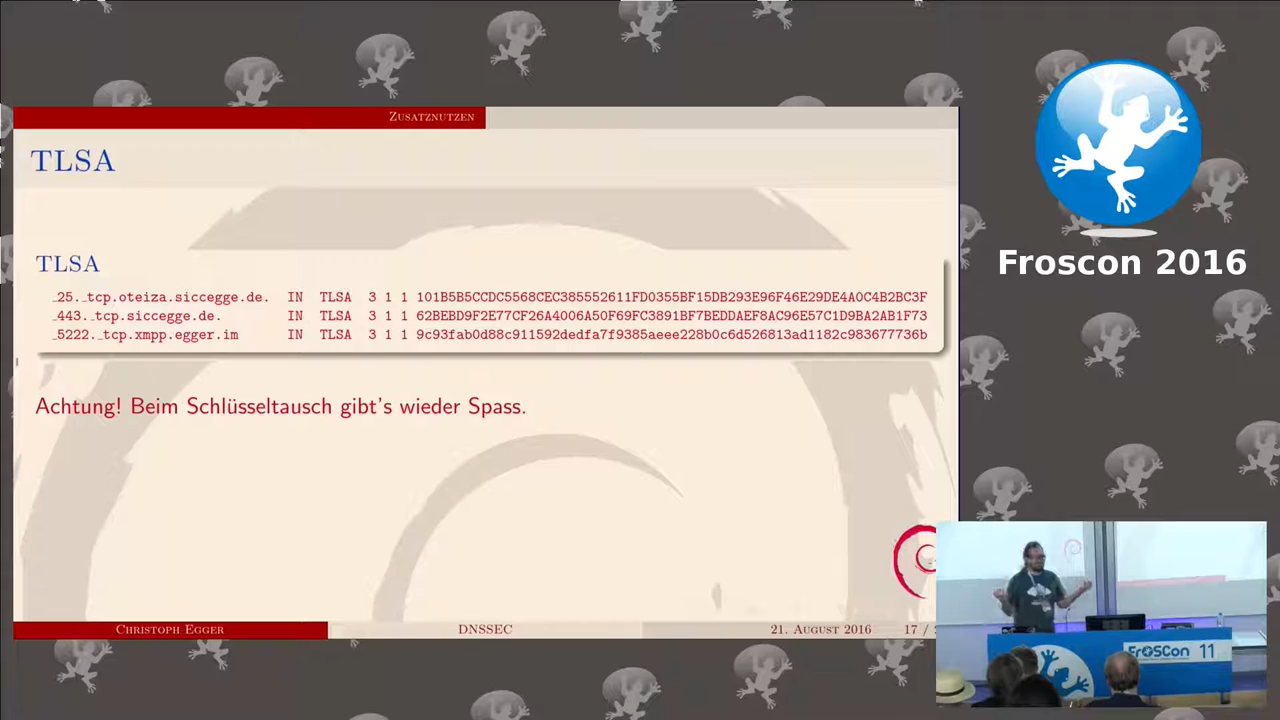 ZUSATZNUTZEN
TLSA
TLSA
_25._tcp.oteiza.siccegge.de. IN TLSA 3 1 1 101B5B5CCDC5568CEC385552611FD0355BF15DB293E96F46E29DE4A0C4B2BC3F
_443._tcp.siccegge.de. IN TLSA 3 1 1 62BEBD9F2E77CF26A4006A50F69FC3891BF7BEDDAEF8AC96E57C1D9BA2AB1F73
_5222._tcp.xmpp.egger.im IN TLSA 3 1 1 9c93fab0d88c911592dedfa7f9385aeee228b0c6d526813ad1182c983677736b
Achtung! Beim Schlüsseltausch gibt's wieder Spass.
CHRISTOPH EGGER DNSSEC 21. AUGUST 2016 17 /
Froscon 2016
FrOSCon 11